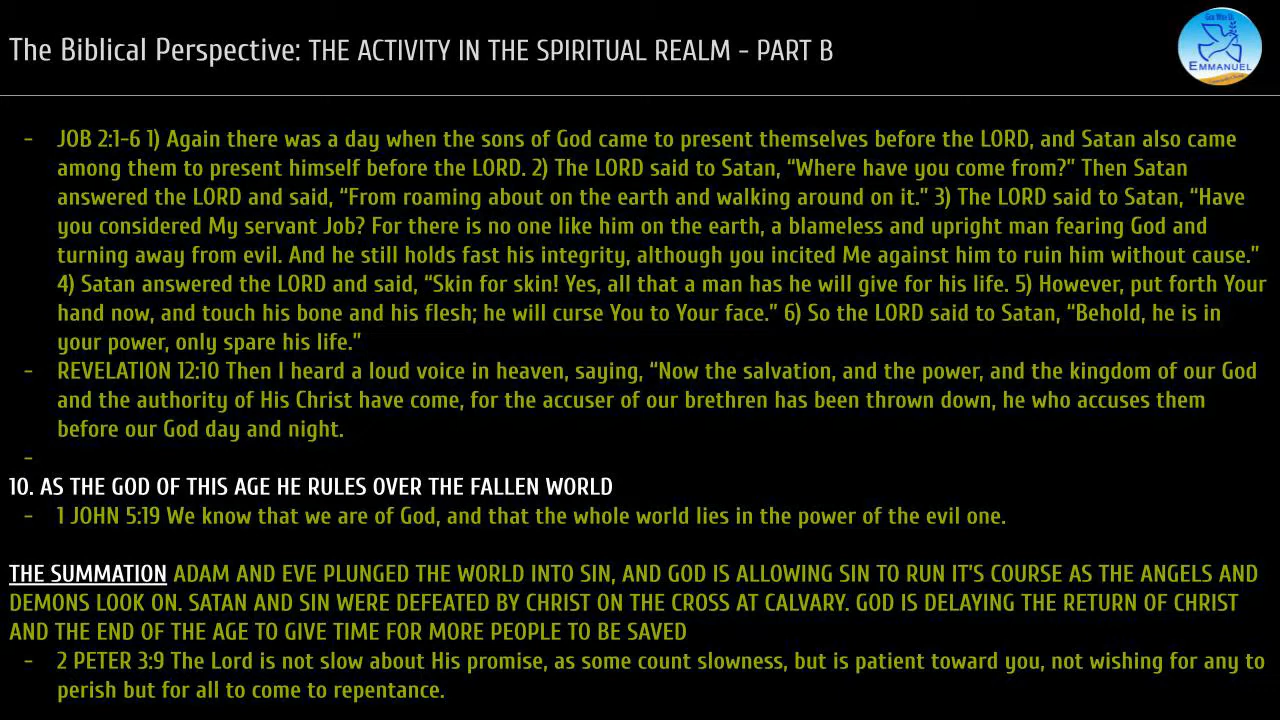 The Biblical Perspective: THE ACTIVITY IN THE SPIRITUAL REALM - PART B
GOD WITH US
EMMANUEL
- JOB 2:1-6 1) Again there was a day when the sons of God came to present themselves before the LORD, and Satan also came
among them to present himself before the LORD. 2) The LORD said to Satan, “Where have you come from?” Then Satan
answered the LORD and said, “From roaming about on the earth and walking around on it.” 3) The LORD said to Satan, “Have
you considered My servant Job? For there is no one like him on the earth, a blameless and upright man fearing God and
turning away from evil. And he still holds fast his integrity, although you incited Me against him to ruin him without cause.”
4) Satan answered the LORD and said, “Skin for skin! Yes, all that a man has he will give for his life. 5) However, put forth Your
hand now, and touch his bone and his flesh; he will curse You to Your face.” 6) So the LORD said to Satan, “Behold, he is in
your power, only spare his life.”
- REVELATION 12:10 Then I heard a loud voice in heaven, saying, “Now the salvation, and the power, and the kingdom of our God
and the authority of His Christ have come, for the accuser of our brethren has been thrown down, he who accuses them
before our God day and night.
-
10. AS THE GOD OF THIS AGE HE RULES OVER THE FALLEN WORLD
- 1 JOHN 5:19 We know that we are of God, and that the whole world lies in the power of the evil one.
THE SUMMATION ADAM AND EVE PLUNGED THE WORLD INTO SIN, AND GOD IS ALLOWING SIN TO RUN IT’S COURSE AS THE ANGELS AND
DEMONS LOOK ON. SATAN AND SIN WERE DEFEATED BY CHRIST ON THE CROSS AT CALVARY. GOD IS DELAYING THE RETURN OF CHRIST
AND THE END OF THE AGE TO GIVE TIME FOR MORE PEOPLE TO BE SAVED
- 2 PETER 3:9 The Lord is not slow about His promise, as some count slowness, but is patient toward you, not wishing for any to
perish but for all to come to repentance.